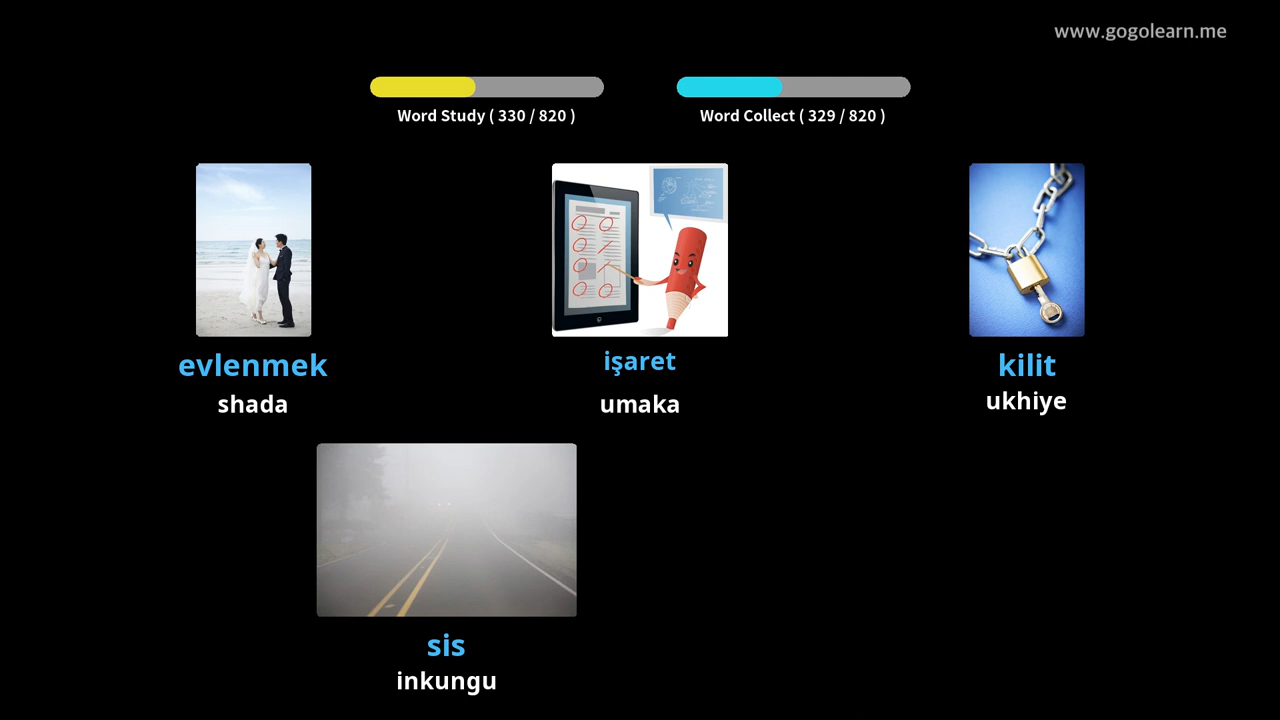 www.gogolearn.me
Word Study ( 330 / 820 )
Word Collect ( 329 / 820 )
evlenmek
shada
işaret
umaka
kilit
ukhiye
sis
inkungu